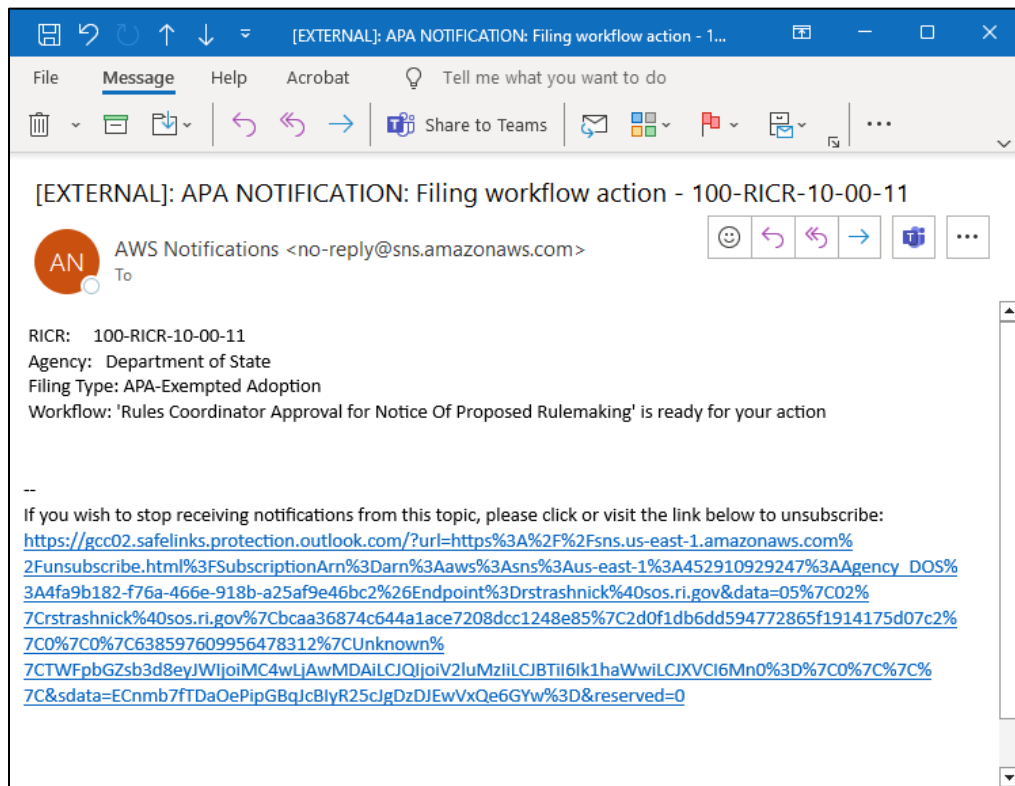 [EXTERNAL]: APA NOTIFICATION: Filing workflow action - 1...
File Message Help Acrobat Tell me what you want to do
Share to Teams
[EXTERNAL]: APA NOTIFICATION: Filing workflow action - 100-RICR-10-00-11
AN
AWS Notifications <no-reply@sns.amazonaws.com>
To
RICR: 100-RICR-10-00-11
Agency: Department of State
Filing Type: APA-Exempted Adoption
Workflow: 'Rules Coordinator Approval for Notice Of Proposed Rulemaking' is ready for your action
--
If you wish to stop receiving notifications from this topic, please click or visit the link below to unsubscribe:
https://gcc02.safelinks.protection.outlook.com/?url=https%3A%2F%2Fsns.us-east-1.amazonaws.com%
2Funsubscribe.html%3FSubscriptionArn%3Darn%3Aaws%3Asns%3Aus-east-1%3A452910929247%3AAgency_DOS%
3A4fa9b182-f76a-466e-918b-a25af9e46bc2%26Endpoint%3Drstrashnick%40sos.ri.gov&data=05%7C02%
7Crstrashnick%40sos.ri.gov%7Cbcaa36874c644a1ace7208dcc1248e85%7C2d0f1db6dd594772865f1914175d07c2%
7C0%7C0%7C638597609956478312%7CUnknown%
7CTWFpbGZsb3d8eyJWIjoiMC4wLjAwMDAiLCJQIjoiV2luMzIiLCJBTiI6Ik1haWwiLCJXVCI6Mn0%3D%7C0%7C%7C%
7C&sdata=ECnmb7fTDaOePipGBqJcBIyR25cJgDzDJEwVxQe6GYw%3D&reserved=0